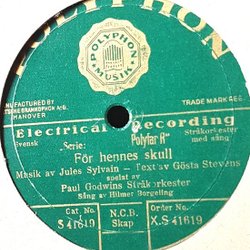 POLYPHON
POLYPHON
MUSIK
MANUFACTURED BY
HANOVER
TRADE MARK REG
Electrical Recording
Svensk Serie: "Polyfar R" Stråkorkester
med sång
För hennes skull
Musik av Jules Sylvain - Text av Gösta Stevens
spelat av
Paul Godwins Stråkorkester
Sång av Hilmer Borgeling
Cat. No. N.C.B. Order No.
S 41619 Skap X.S 41619